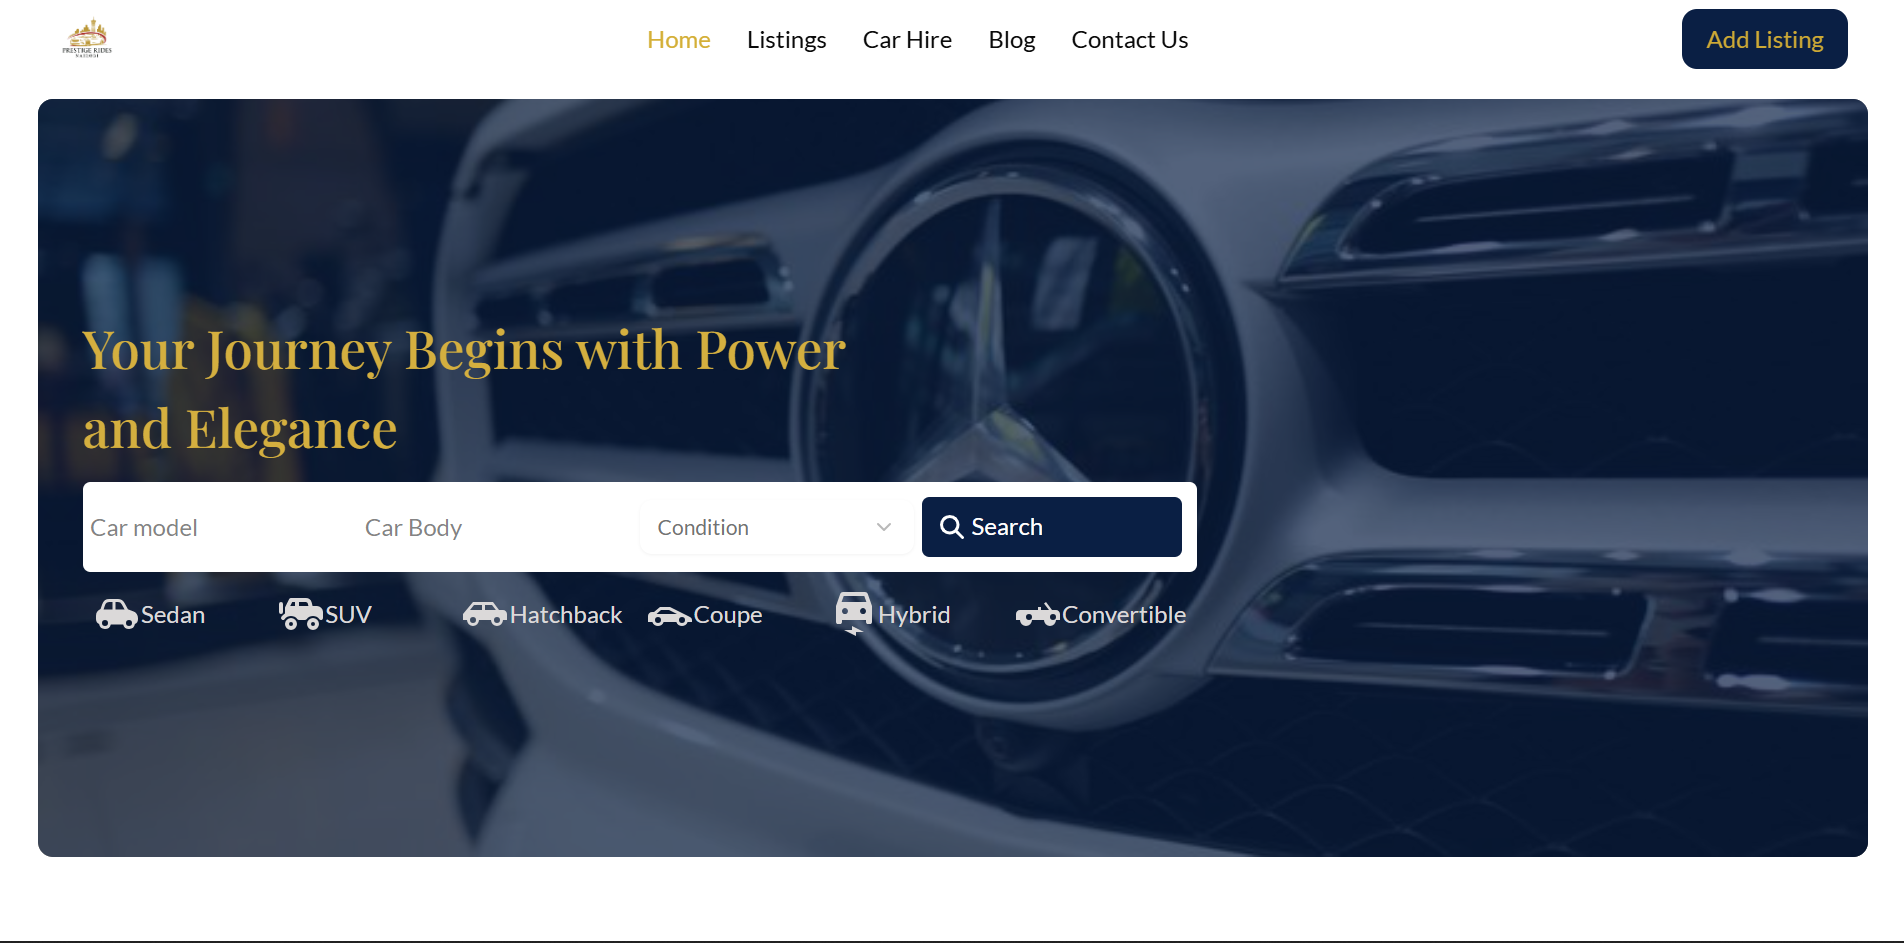 PRESTIGE RIDES
NAIROBI
Home
Listings
Car Hire
Blog
Contact Us
Add Listing
Your Journey Begins with Power
and Elegance
Car model
Car Body
Condition
Search
Sedan
SUV
Hatchback
Coupe
Hybrid
Convertible